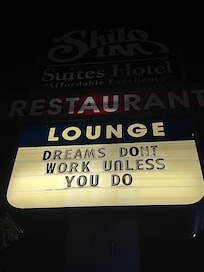 Shilo
INN
Suites Hotel
"Affordable Excellence"
RESTAURANT
LOUNGE
DREAMS DONT
WORK UNLESS
YOU DO